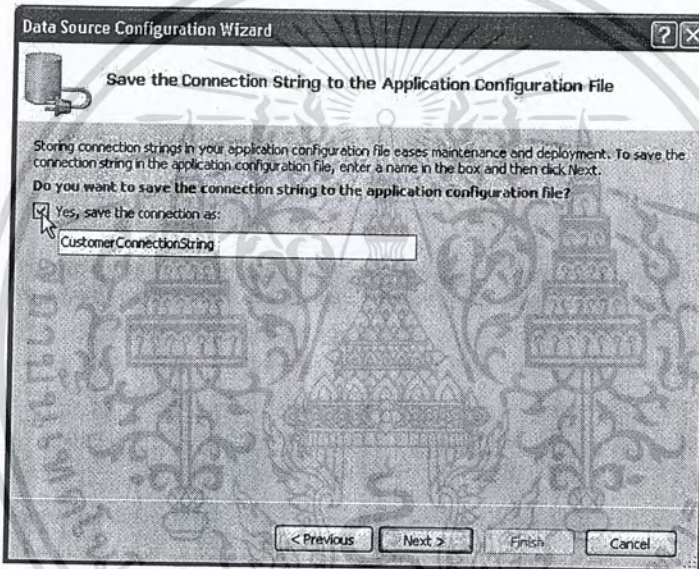 Data Source Configuration Wizard
Save the Connection String to the Application Configuration File
Storing connection strings in your application configuration file eases maintenance and deployment. To save the
connection string in the application configuration file, enter a name in the box and then click Next.
Do you want to save the connection string to the application configuration file?
Yes, save the connection as:
CustomerConnectionString
< Previous
Next >
Finish
Cancel